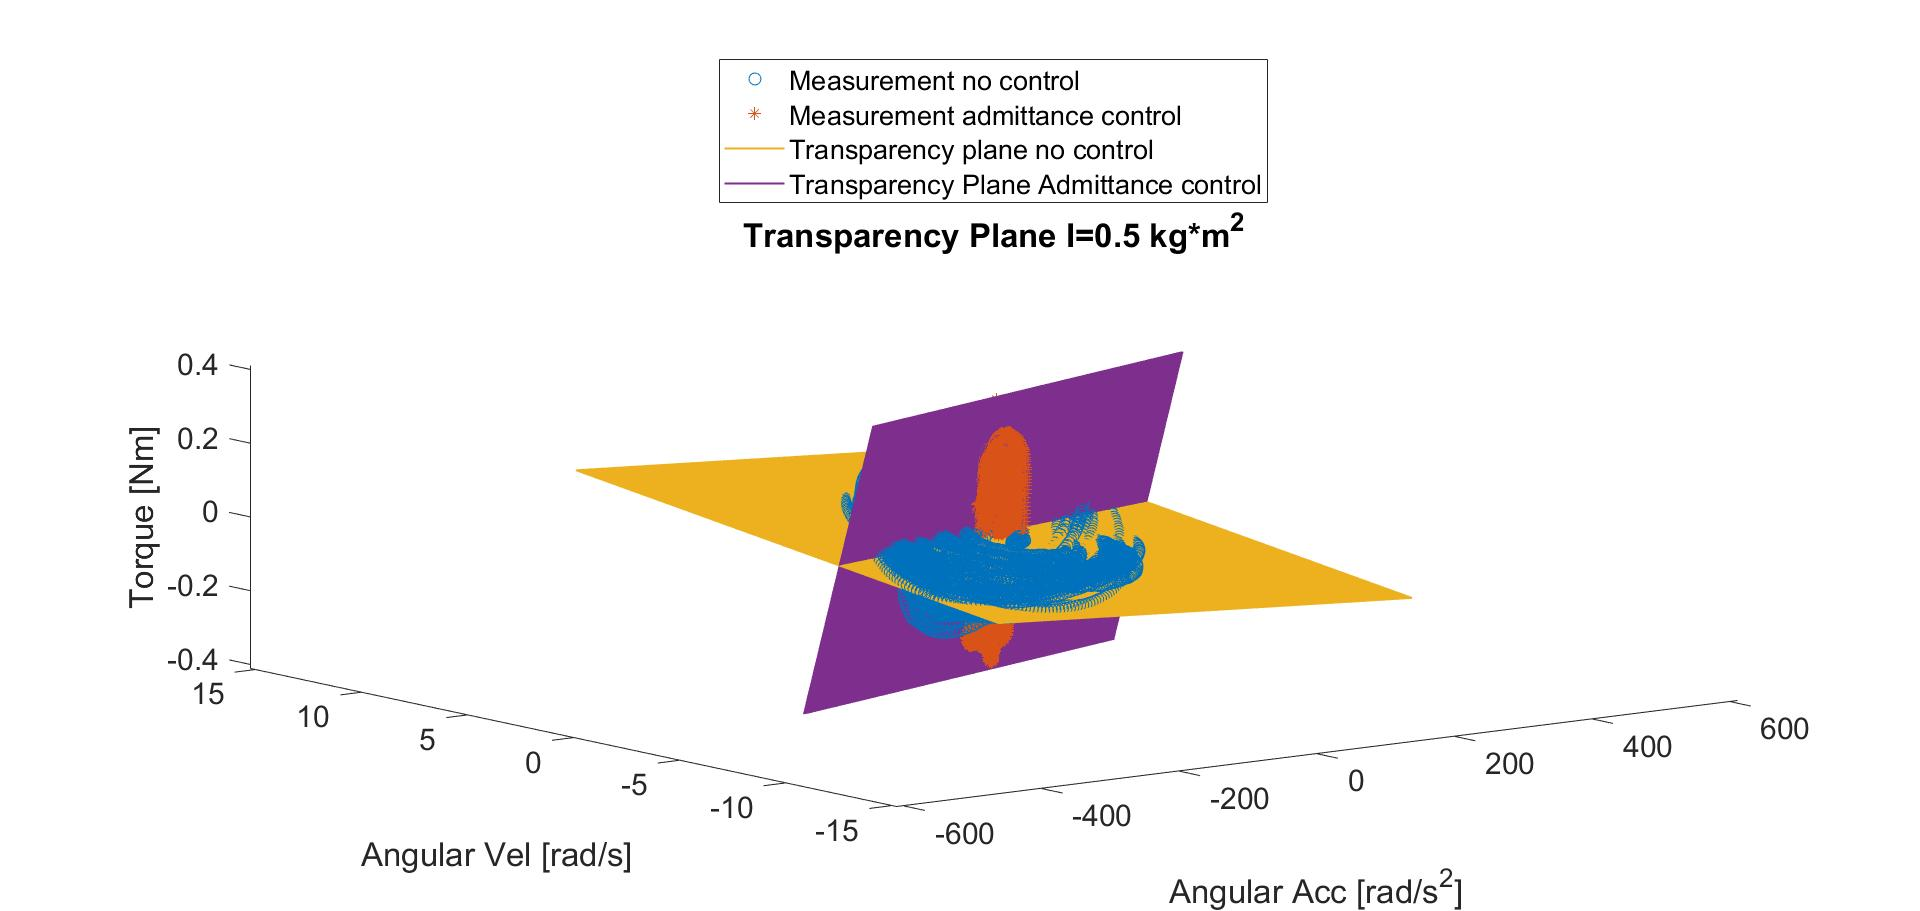 Measurement no control
Measurement admittance control
Transparency plane no control
Transparency Plane Admittance control
Transparency Plane I=0.5 kg*m²
0.4
0.2
0
-0.2
-0.4
Torque [Nm]
15
10
5
0
-5
-10
-15
Angular Vel [rad/s]
-600
-400
-200
0
200
400
600
Angular Acc [rad/s²]